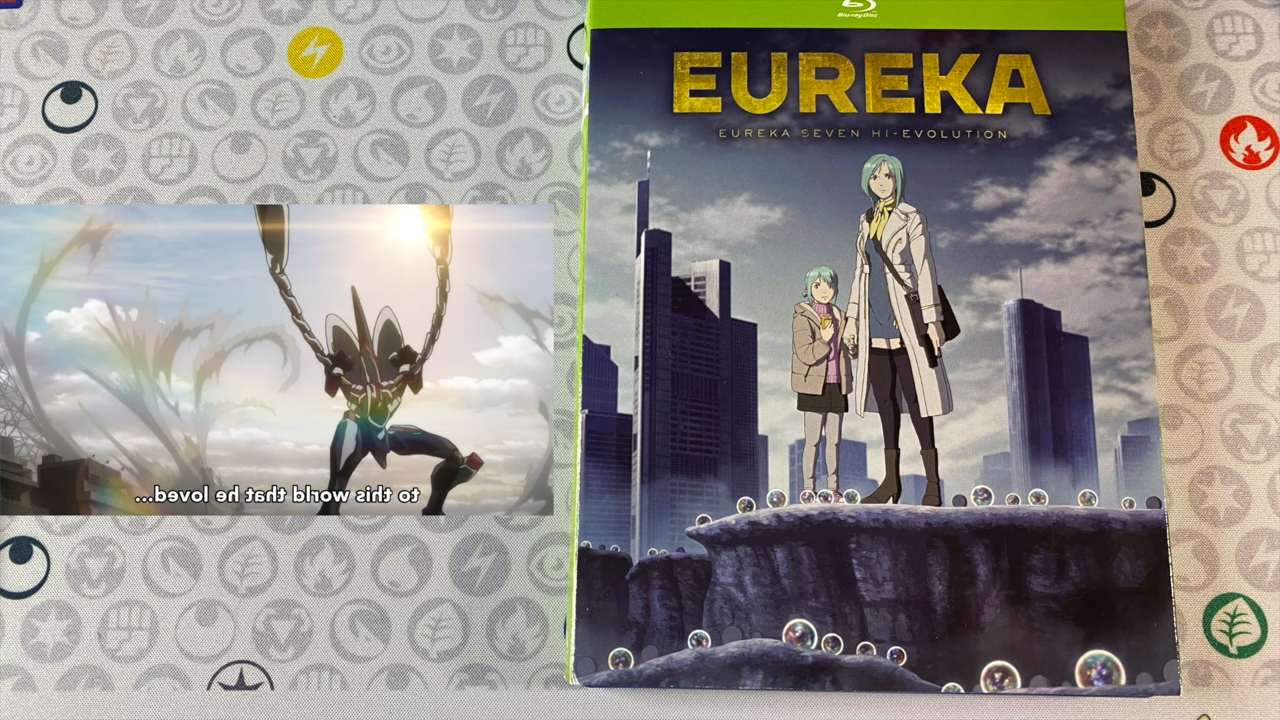 Blu-ray Disc
EUREKA
EUREKA SEVEN HI-EVOLUTION
to this world that he loved...